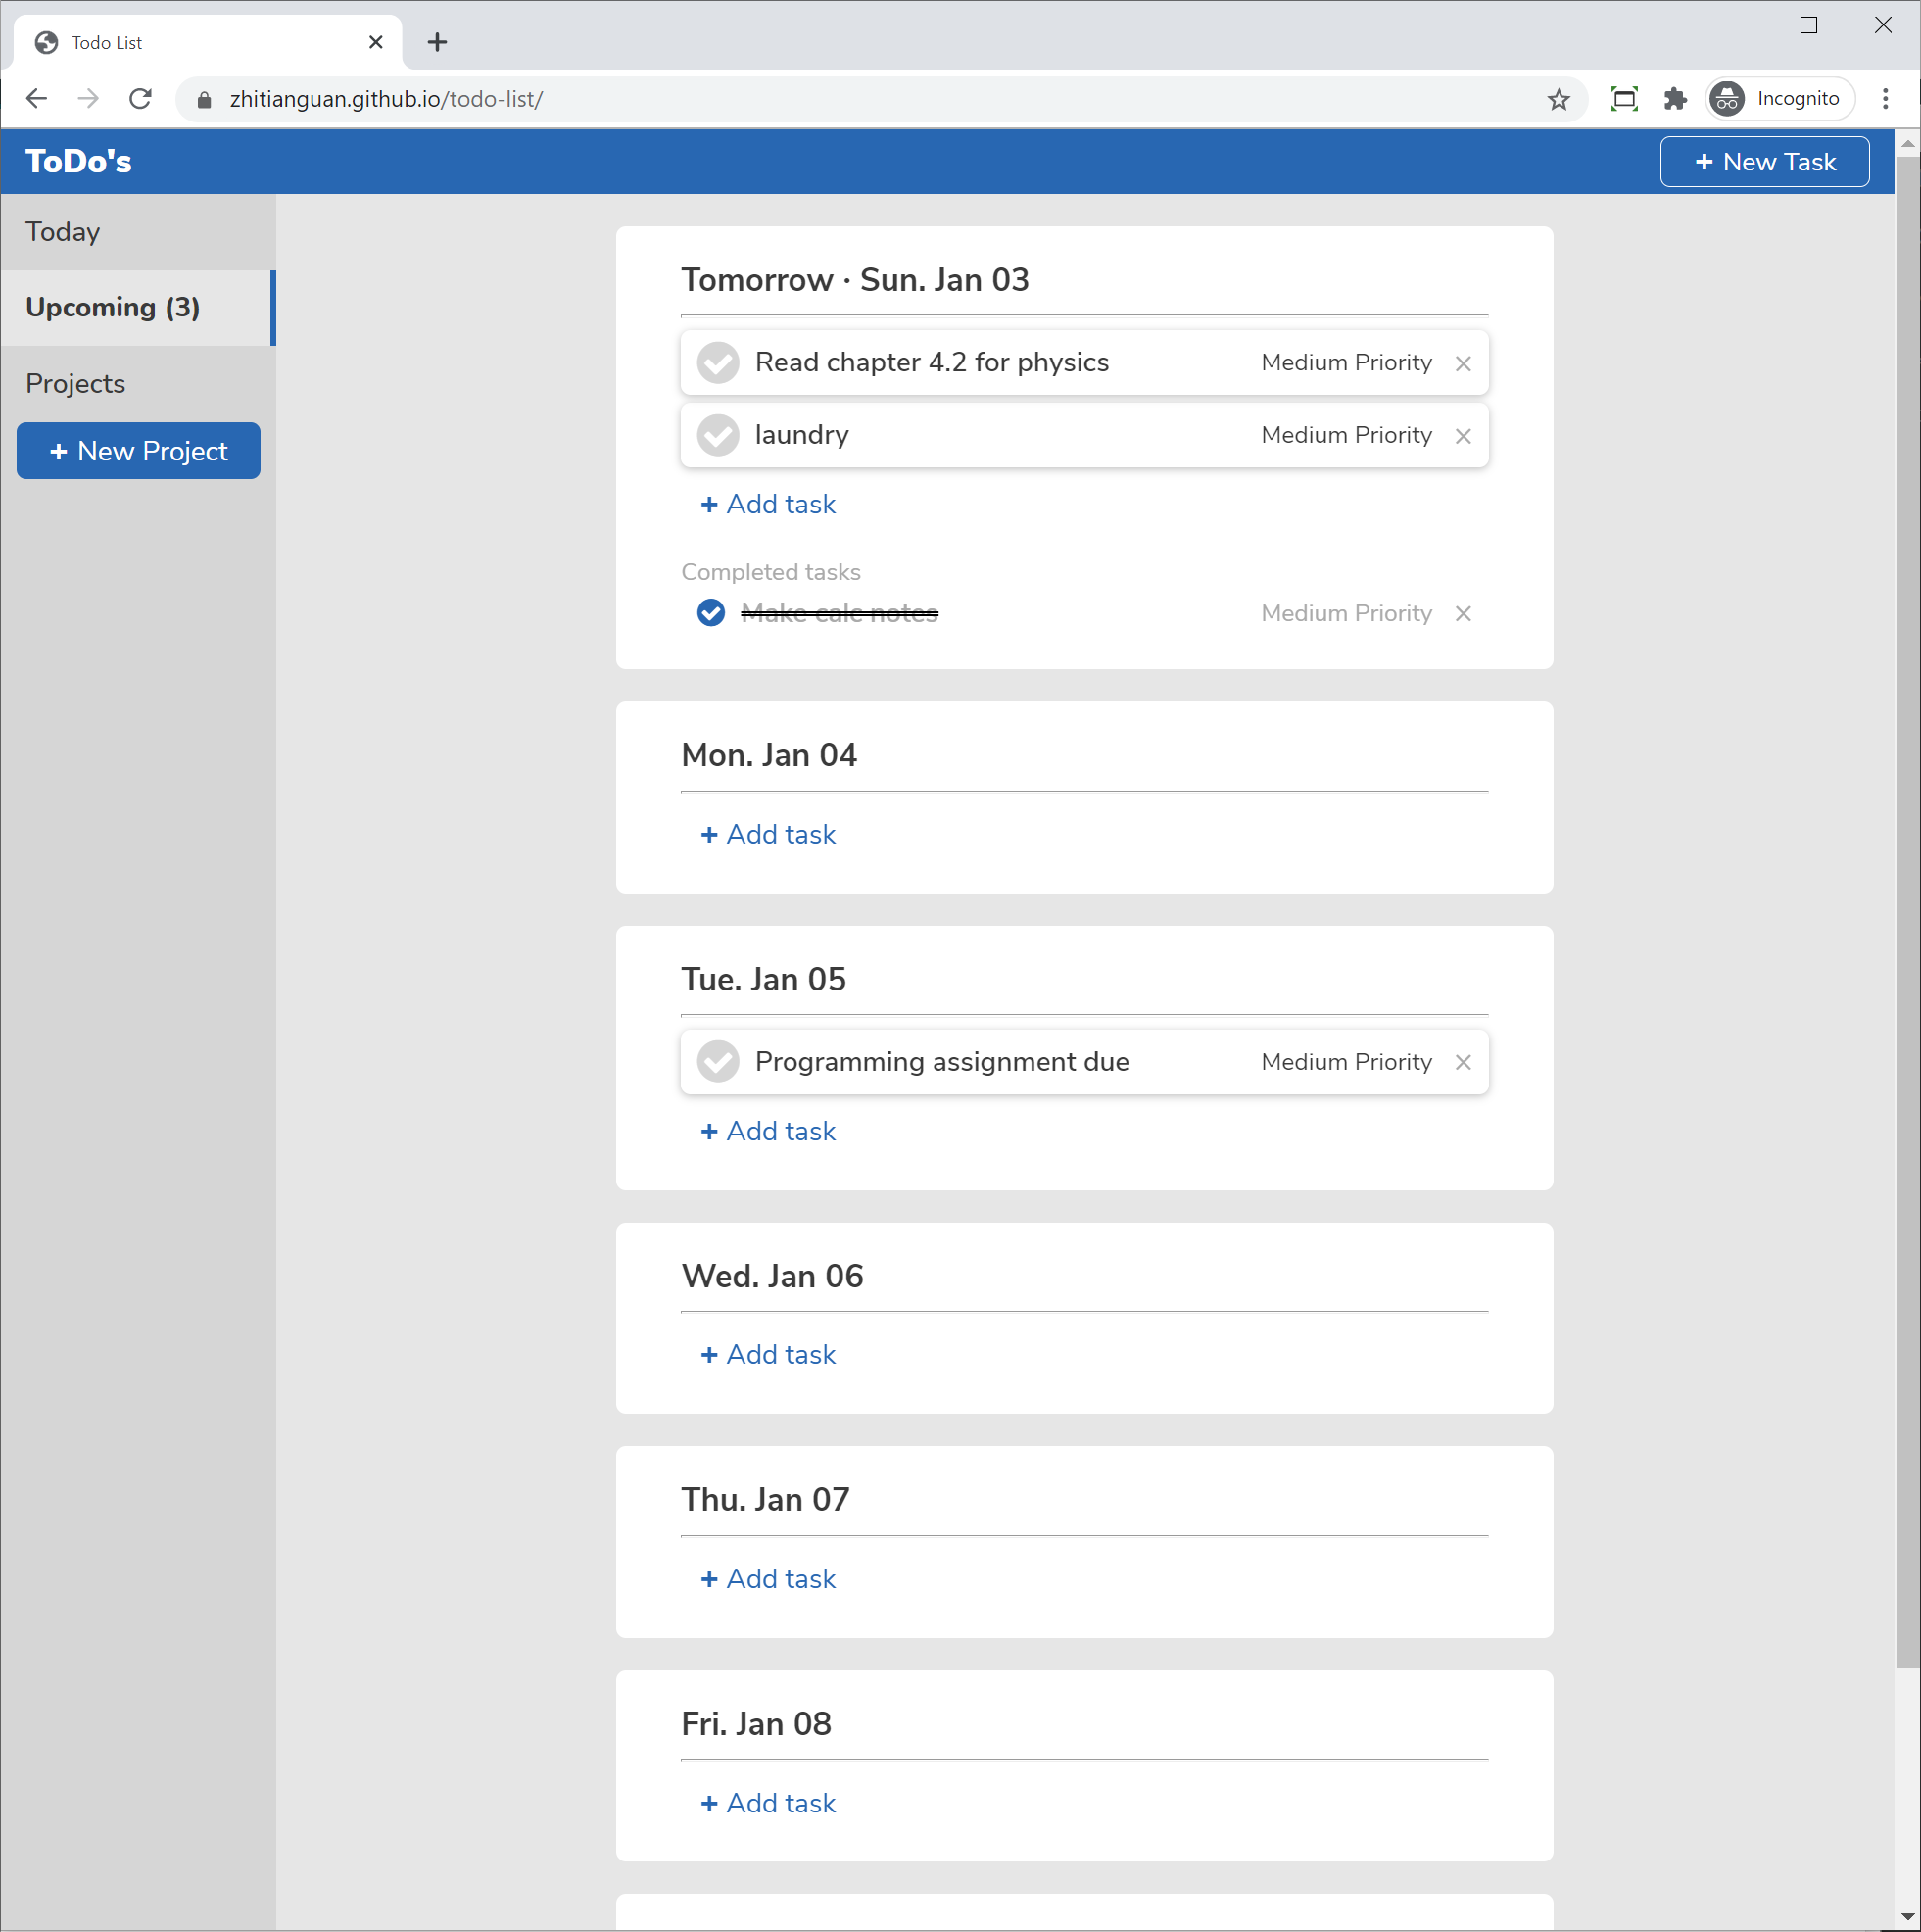 Todo List
zhitianguan.github.io/todo-list/
Incognito
ToDo's
+ New Task
Today
Upcoming (3)
Projects
+ New Project
Tomorrow · Sun. Jan 03
Read chapter 4.2 for physics Medium Priority ×
laundry Medium Priority ×
+ Add task
Completed tasks
Make calc notes Medium Priority ×
Mon. Jan 04
+ Add task
Tue. Jan 05
Programming assignment due Medium Priority ×
+ Add task
Wed. Jan 06
+ Add task
Thu. Jan 07
+ Add task
Fri. Jan 08
+ Add task